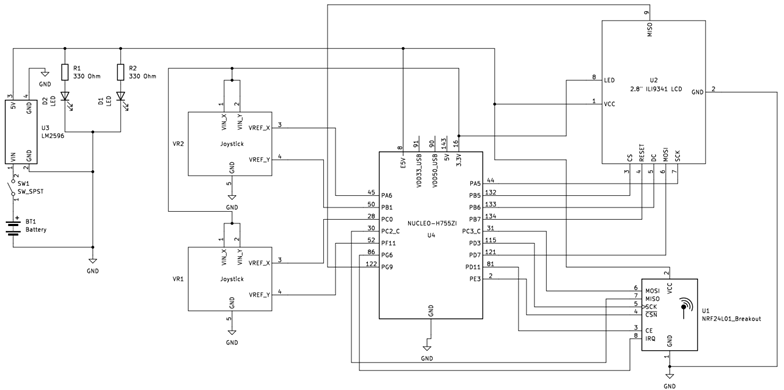 R1
330 Ohm
R2
330 Ohm
D2
LED
D1
LED
GND
3
4
5V
GND
U3
LM2596
VIN
GND
1
2
SW1
SW_SPST
2
1
BT1
Battery
GND
VR2
1
2
VIN_X
VIN_Y
Joystick
VREF_X
3
VREF_Y
4
GND
5
GND
VR1
1
2
VIN_X
VIN_Y
Joystick
VREF_X
3
VREF_Y
4
GND
5
GND
8
91
90
143
16
E5V
VDD33_USB
VDD50_USB
5V
3.3V
NUCLEO-H755ZI
U4
45
PA6
50
PB1
28
PC0
30
PC2_C
52
PF11
86
PG6
122
PG9
PA5
44
PB5
132
PB6
133
PB7
134
PC3_C
31
PD3
115
PD7
121
PD11
81
PE3
2
GND
GND
9
MISO
U2
2.8'' ILI9341 LCD
8
LED
1
VCC
GND
2
CS
RESET
DC
MOSI
SCK
3
4
5
6
7
2
VCC
6
MOSI
7
MISO
5
SCK
4
CSN
3
CE
8
IRQ
U1
NRF24L01_Breakout
GND
1
GND